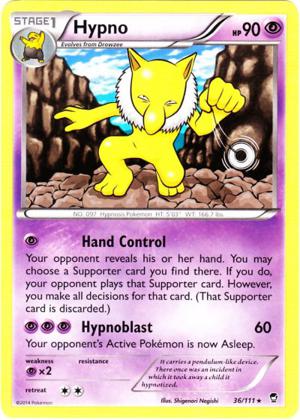 STAGE1 Hypno HP90
Evolves from Drowzee
NO. 097 Hypnosis Pokémon HT: 5'03" WT: 166.7 lbs.
Hand Control
Your opponent reveals his or her hand. You may
choose a Supporter card you find there. If you do,
your opponent plays that Supporter card. However,
you make all decisions for that card. (That Supporter
card is discarded.)
Hypnoblast 60
Your opponent's Active Pokémon is now Asleep.
weakness resistance
×2
retreat
It carries a pendulum-like device.
There once was an incident in
which it took away a child it
hypnotized.
©2014 Pokémon
Illus. Shigenori Negishi
36/111